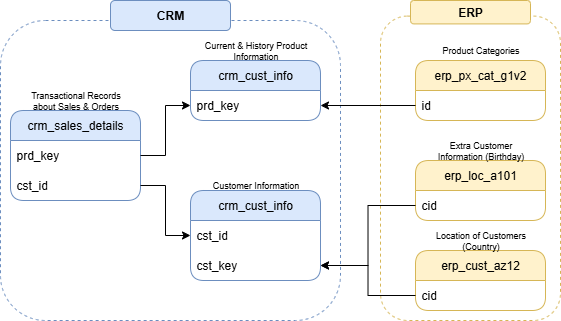 CRM
ERP
Current & History Product
Information
crm_cust_info
prd_key
Product Categories
erp_px_cat_g1v2
id
Transactional Records
about Sales & Orders
crm_sales_details
prd_key
cst_id
Extra Customer
Information (Birthday)
erp_loc_a101
cid
Customer Information
crm_cust_info
cst_id
cst_key
Location of Customers
(Country)
erp_cust_az12
cid